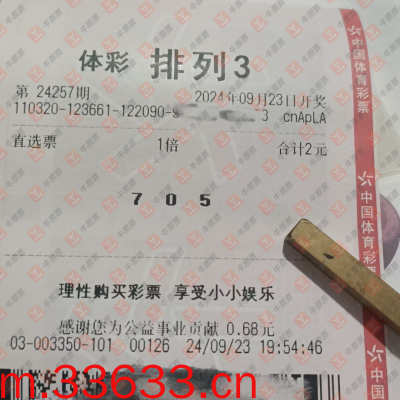 体彩 排列3
第 24257期 2024年09月23日开奖
110320-123661-122090- 3 cnApLA
直选票 1倍 合计2元
7 0 5
理性购买彩票 享受小小娱乐
感谢您为公益事业贡献 0.68元
03-003350-101 00126 24/09/23 19:54:46
m.33633.cn
中国体育彩票
中国体育彩票